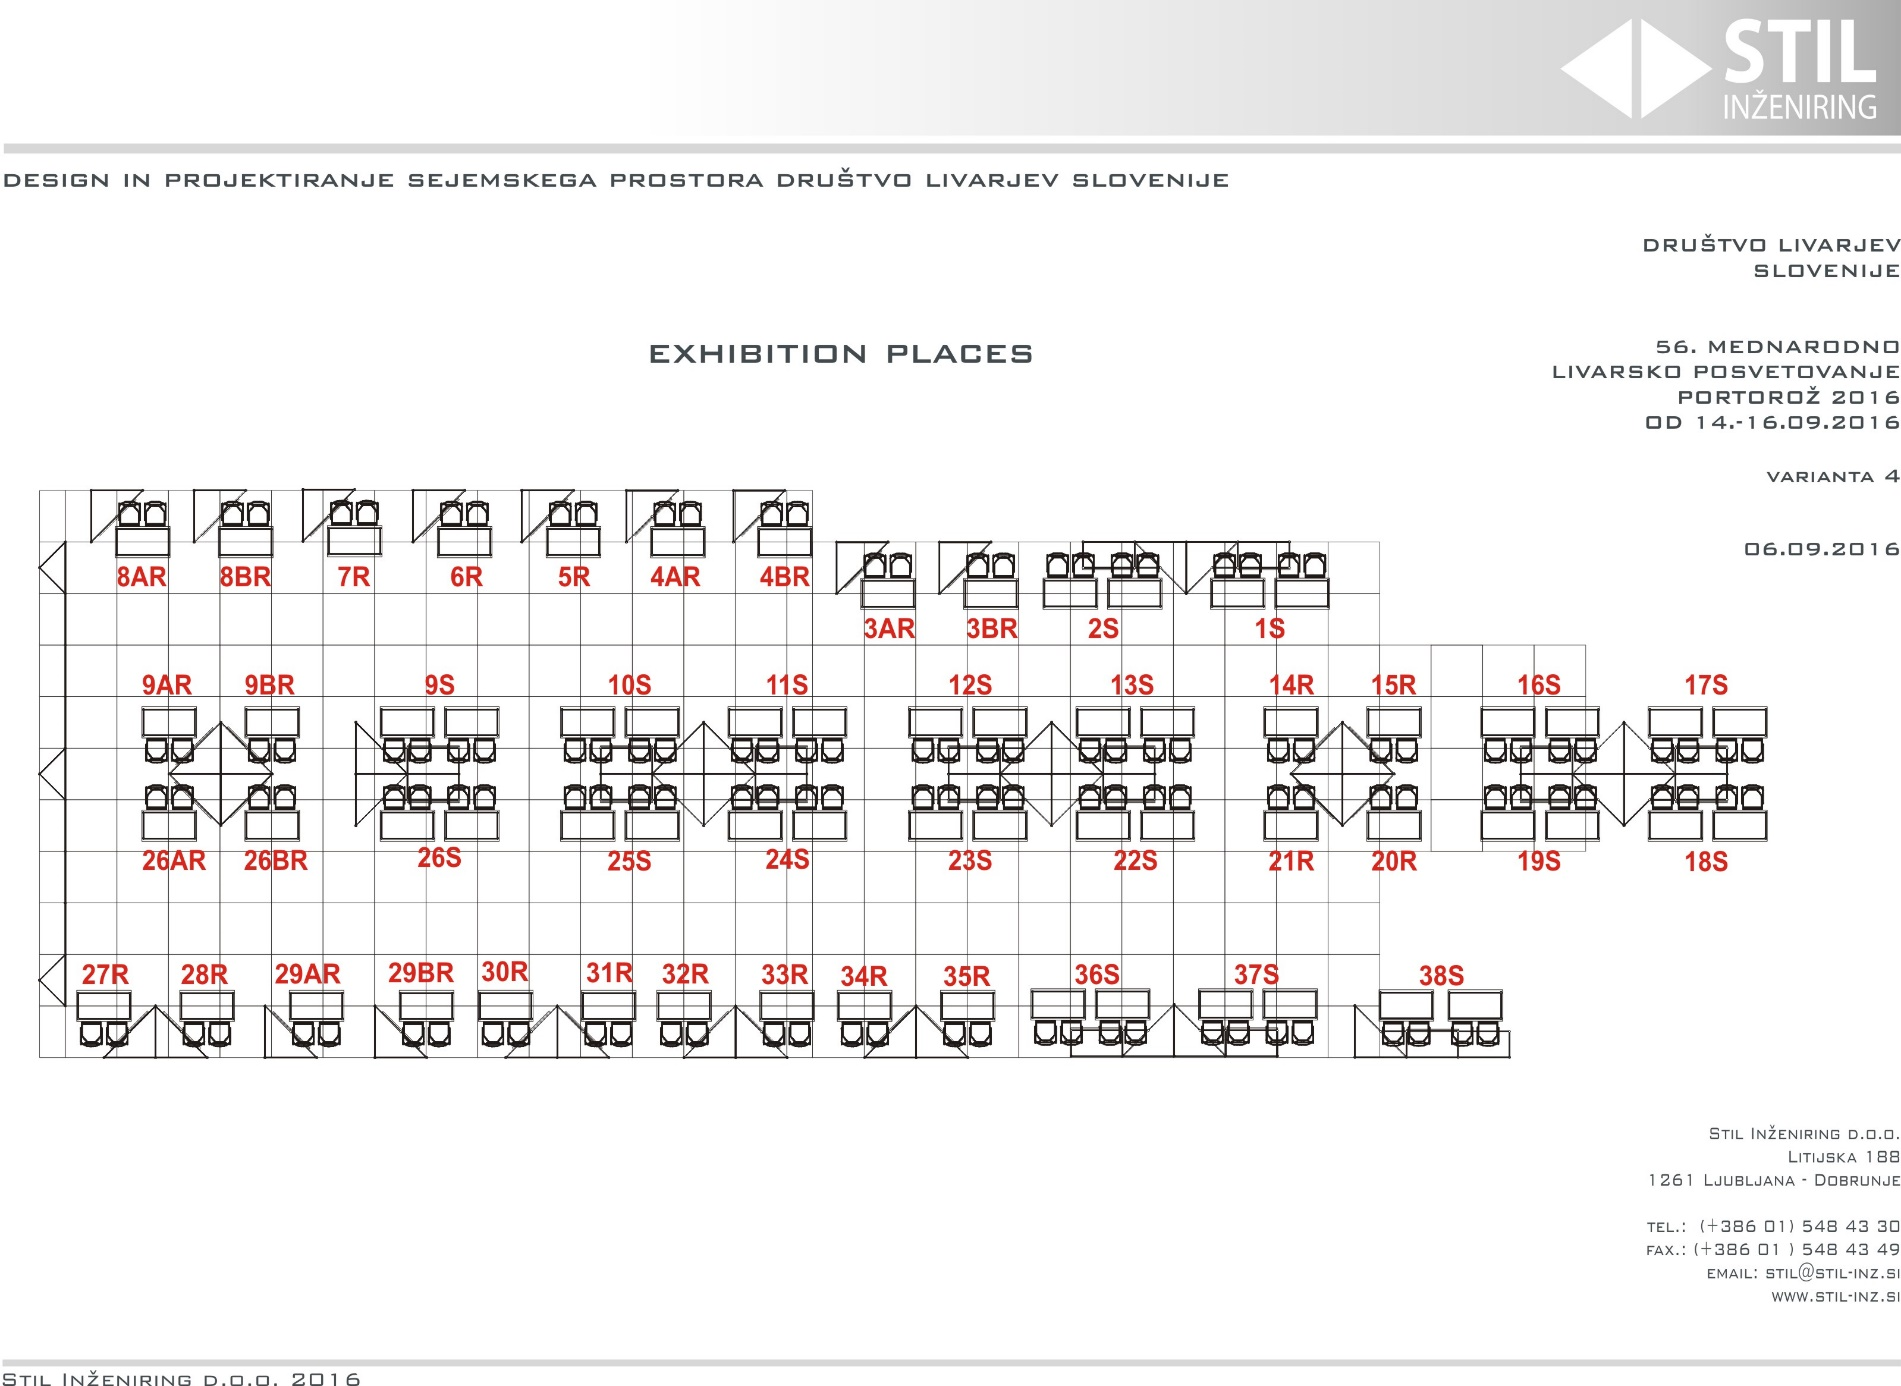 STIL
INŽENIRING
DESIGN IN PROJEKTIRANJE SEJEMSKEGA PROSTORA DRUŠTVO LIVARJEV SLOVENIJE
DRUŠTVO LIVARJEV
SLOVENIJE
EXHIBITION PLACES
56. MEDNARODNO
LIVARSKO POSVETOVANJE
PORTOROŽ 2016
OD 14.-16.09.2016
VARIANTA 4
06.09.2016
8AR 8BR 7R 6R 5R 4AR 4BR
3AR 3BR 2S 1S
9AR 9BR 9S 10S 11S 12S 13S 14R 15R 16S 17S
26AR 26BR 26S 25S 24S 23S 22S 21R 20R 19S 18S
27R 28R 29AR 29BR 30R 31R 32R 33R 34R 35R 36S 37S 38S
STIL INŽENIRING D.O.O.
LITIJSKA 188
1261 LJUBLJANA - DOBRUNJE
TEL.: (+386 01) 548 43 30
FAX.: (+386 01 ) 548 43 49
EMAIL: STIL@STIL-INZ.SI
WWW.STIL-INZ.SI
STIL INŽENIRING D.O.O. 2016